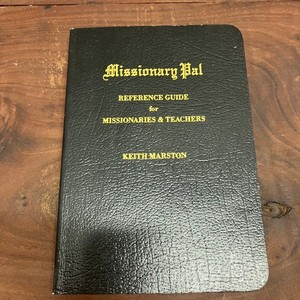 Missionary Pal
REFERENCE GUIDE
for
MISSIONARIES & TEACHERS
KEITH MARSTON